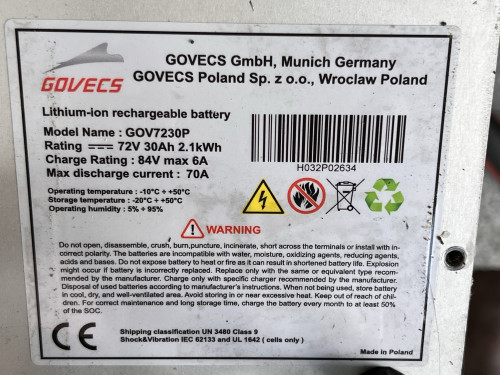 GOVECS
GOVECS GmbH, Munich Germany
GOVECS Poland Sp. z o.o., Wroclaw Poland
Lithium-ion rechargeable battery
Model Name : GOV7230P
Rating : 72V 30Ah 2.1kWh
Charge Rating : 84V max 6A
Max discharge current : 70A
H032P02634
Operating temperature : -10°C ÷ +50°C
Storage temperature : -20°C ÷ +50°C
Operating humidity : 5% ÷ 95%
WARNING
Do not open, disassemble, crush, burn,puncture, incinerate, short across the terminals or install with in-
correct polarity. The batteries are incompatible with water, moisture, oxidizing agents, reducing agents,
acids and bases. Do not expose battery to heat or fire as it can result in shortened battery life. Explosion
might occur if battery is incorrectly replaced. Replace only with the same or equivalent type recom-
mended by the manufacturer. Charge only with specific charger recommended by the manufacturer.
Disposal of used batteries according to manufacturer's instructions. When not being used, store battery
in cool, dry, and well-ventilated area. Avoid storing in or near excessive heat. Keep out of reach of chil-
dren. For correct maintenance and long storage time, charge the battery every month to at least 50%
of the SOC.
CE
Shipping classification UN 3480 Class 9
Shock&Vibration IEC 62133 and UL 1642 ( cells only )
Made in Poland